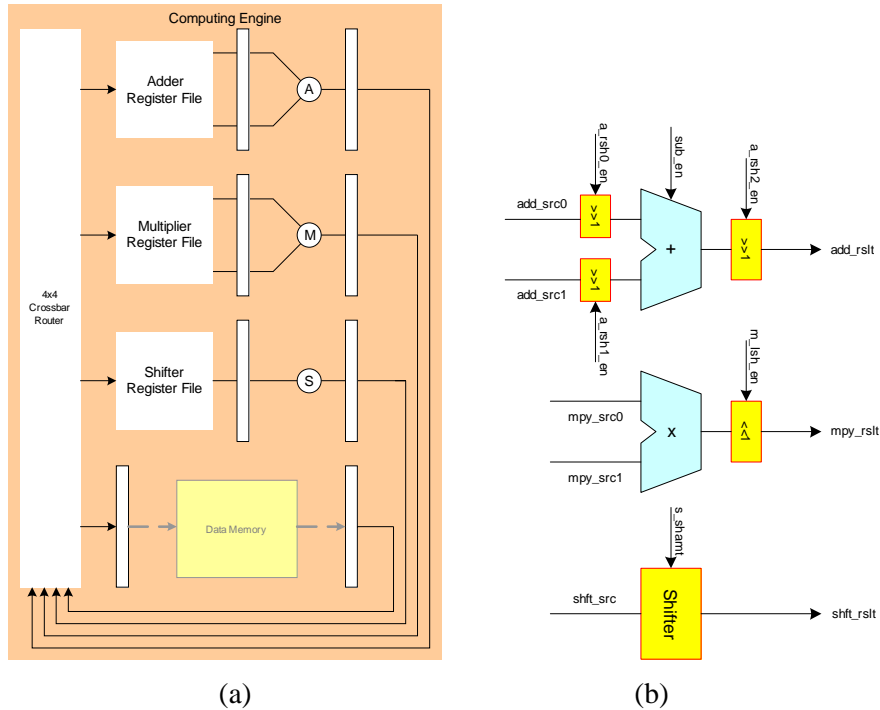 Computing Engine
4x4
Crossbar
Router
Adder
Register File
A
Multiplier
Register File
M
Shifter
Register File
S
Data Memory
(a)
a_rsh0_en
sub_en
a_rsh2_en
add_src0
>>1
+
>>1
add_rslt
add_src1
>>1
a_rsh1_en
m_lsh_en
mpy_src0
x
<<1
mpy_rslt
mpy_src1
s_shamt
shft_src
Shifter
shft_rslt
(b)